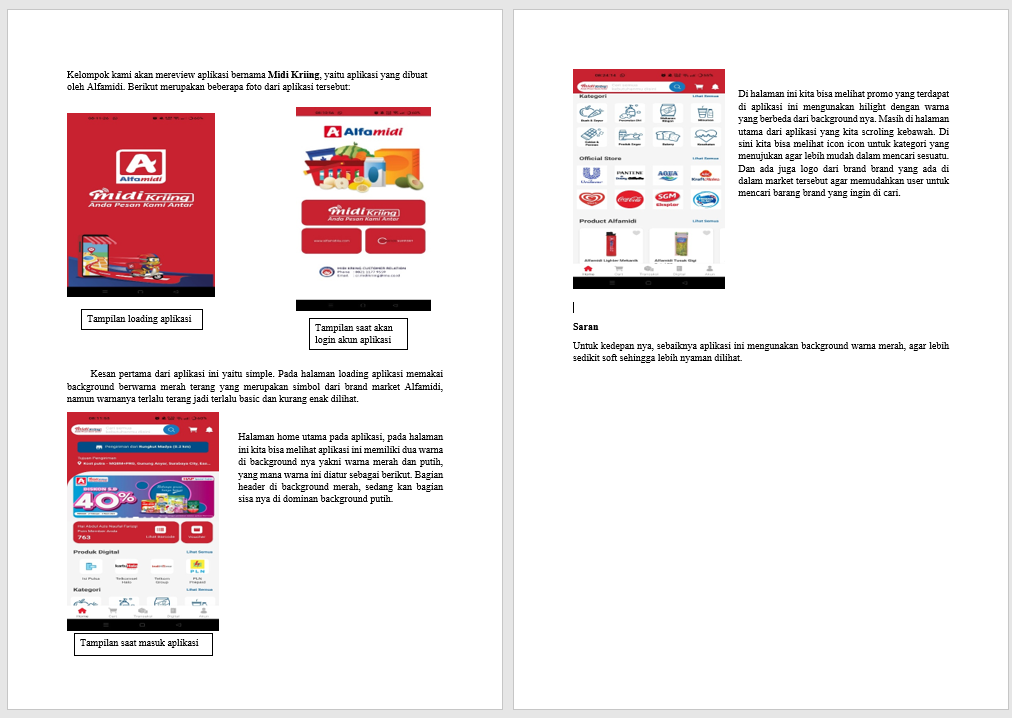 Kelompok kami akan mereview aplikasi bernama Midi Kriing, yaitu aplikasi yang dibuat
oleh Alfamidi. Berikut merupakan beberapa foto dari aplikasi tersebut:
Alfamidi
midi Kriing
Anda Pesan Kami Antar
Tampilan loading aplikasi
Alfamidi
midi Kriing
Anda Pesan Kami Antar
Tampilan saat akan
login akun aplikasi
Kesan pertama dari aplikasi ini yaitu simple. Pada halaman loading aplikasi memakai
background berwarna merah terang yang merupakan simbol dari brand market Alfamidi,
namun warnanya terlalu terang jadi terlalu basic dan kurang enak dilihat.
40%
763
Produk Digital
Lihat Semua
Isi Pulsa
PLN
Kategori
Lihat Semua
Home
Tampilan saat masuk aplikasi
Halaman home utama pada aplikasi, pada halaman
ini kita bisa melihat aplikasi ini memiliki dua warna
di background nya yakni warna merah dan putih,
yang mana warna ini diatur sebagai berikut. Bagian
header di background merah, sedang kan bagian
sisa nya di dominan background putih.
Kategori
Lihat Semua
Official Store
Lihat Semua
Unilever
PANTENE
AQUA
Coca-Cola
SGM
Eksplor
Product Alfamidi
Lihat Semua
Home
Di halaman ini kita bisa melihat promo yang terdapat
di aplikasi ini mengunakan hilight dengan warna
yang berbeda dari background nya. Masih di halaman
utama dari aplikasi yang kita scroling kebawah. Di
sini kita bisa melihat icon icon untuk kategori yang
menujukan agar lebih mudah dalam mencari sesuatu.
Dan ada juga logo dari brand brand yang ada di
dalam market tersebut agar memudahkan user untuk
mencari barang brand yang ingin di cari.
Saran
Untuk kedepan nya, sebaiknya aplikasi ini mengunakan background warna merah, agar lebih
sedikit soft sehingga lebih nyaman dilihat.